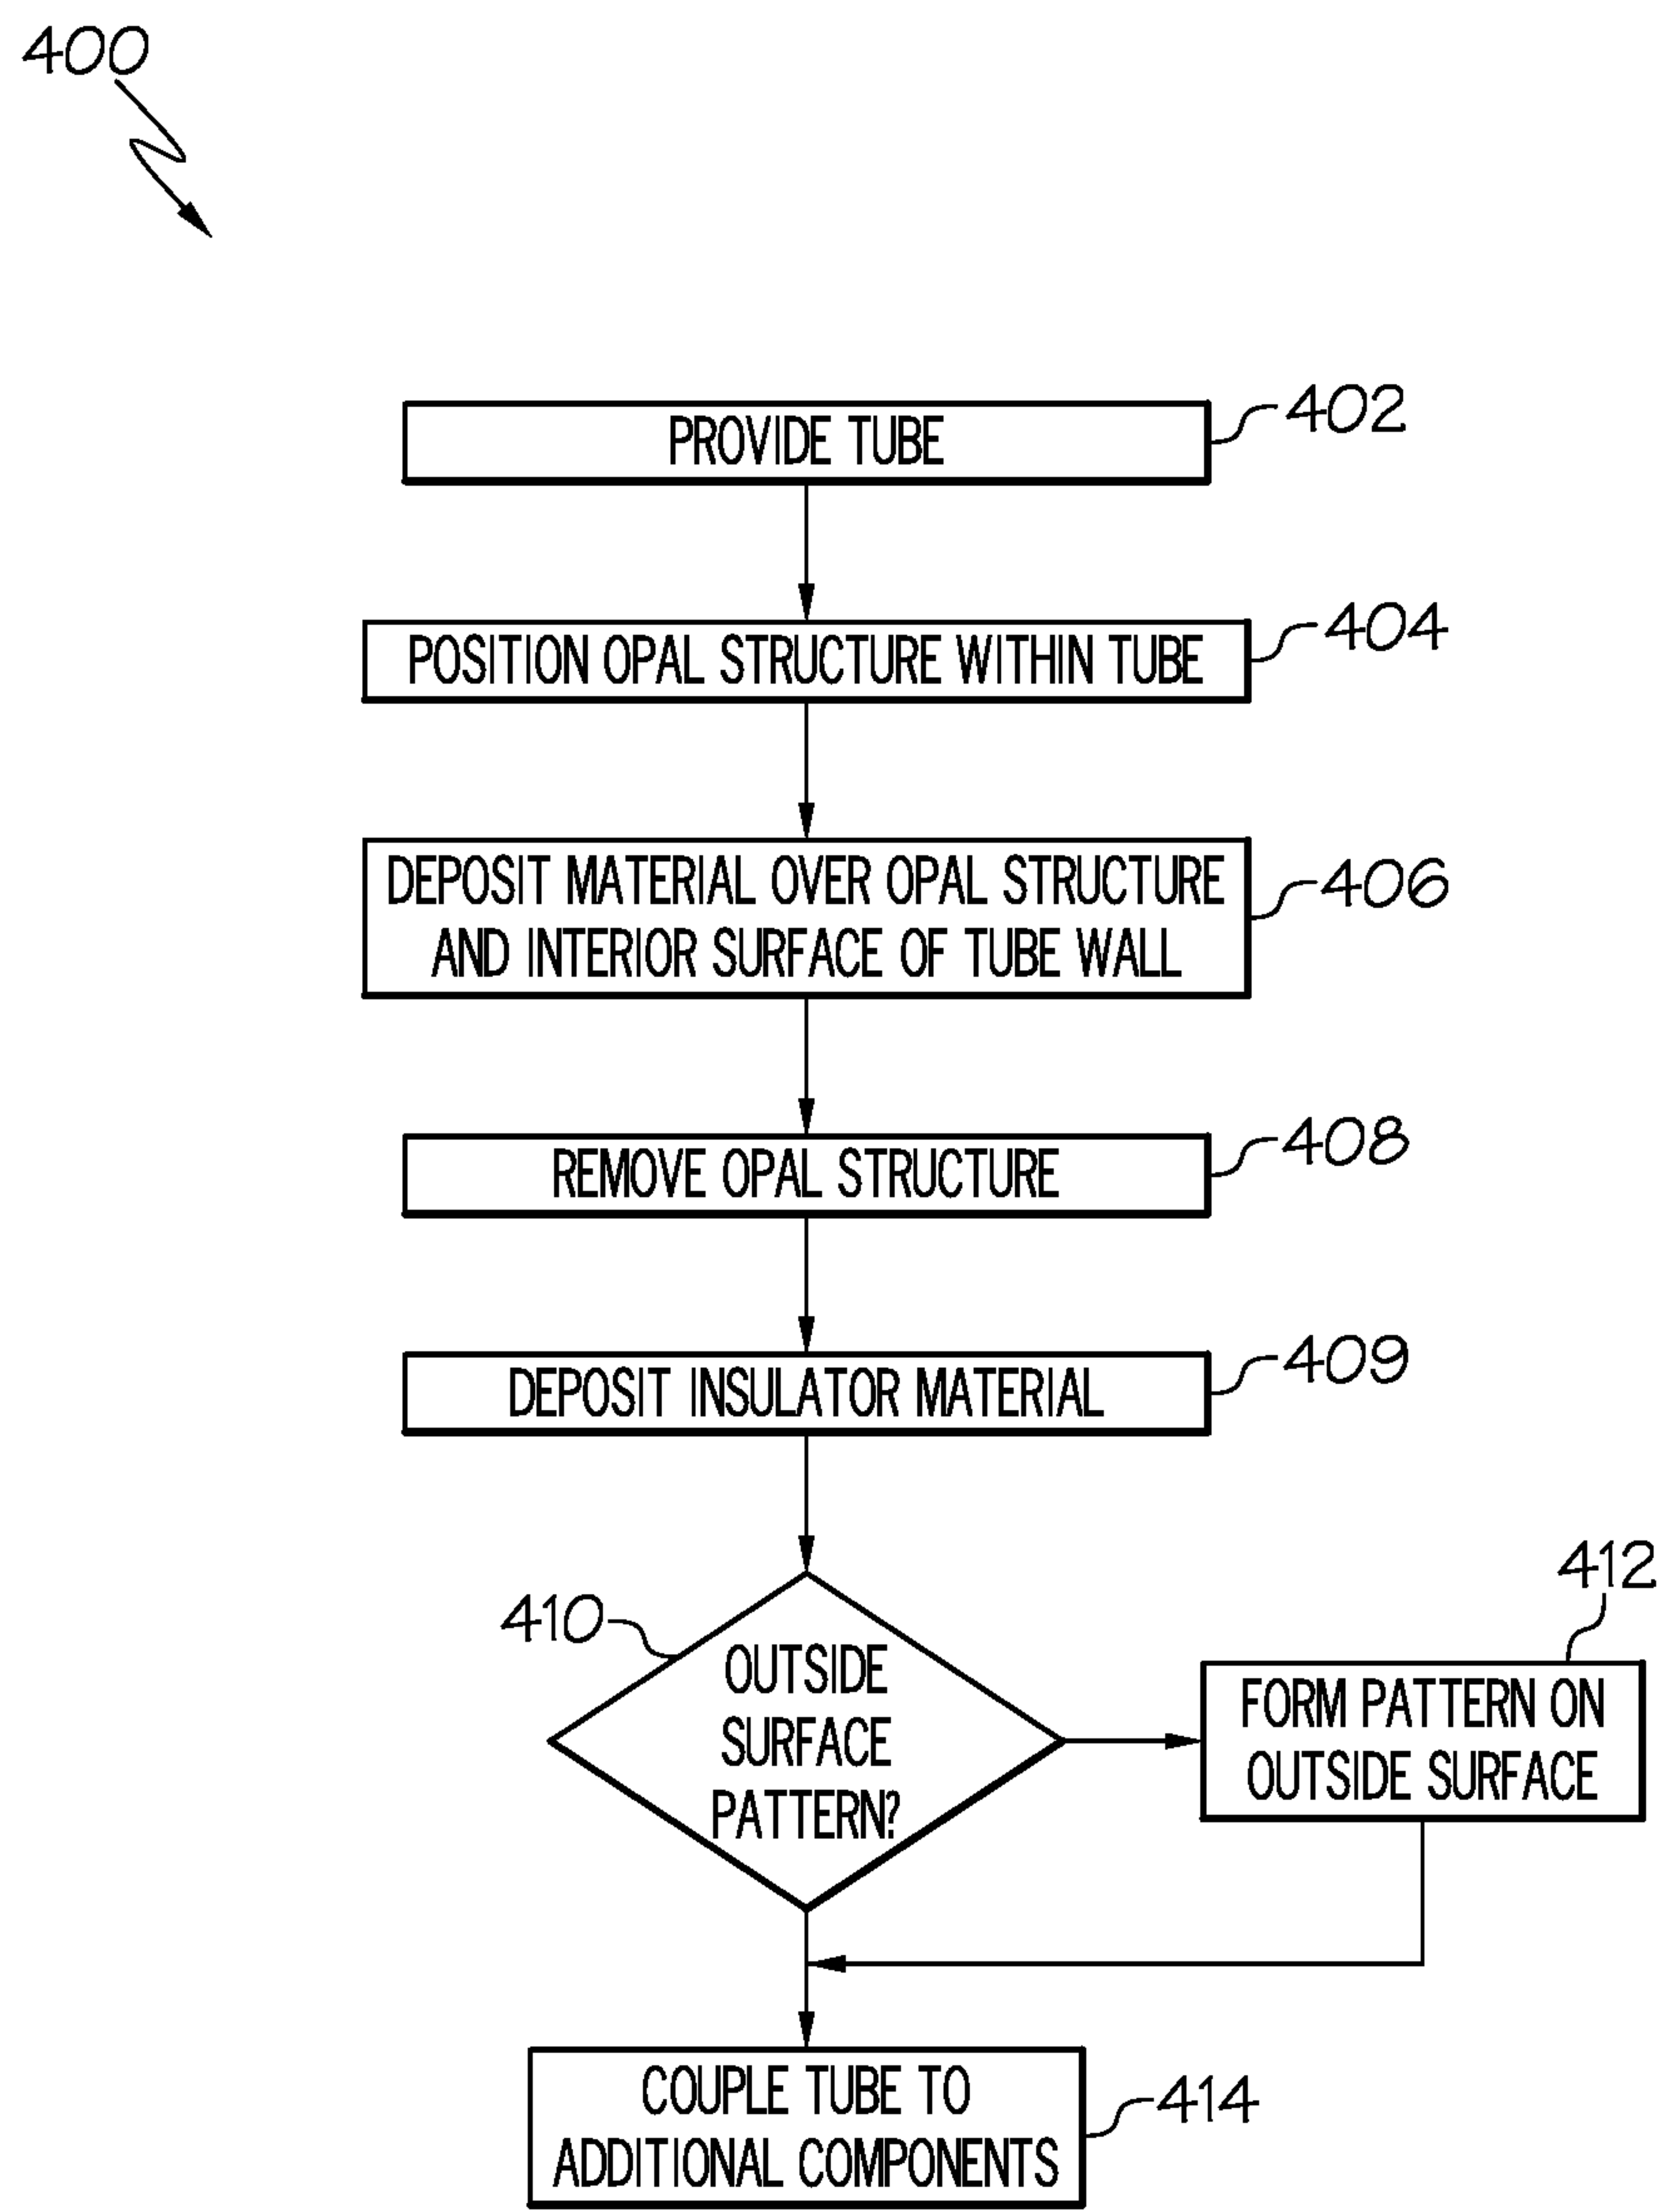 400
PROVIDE TUBE
402
POSITION OPAL STRUCTURE WITHIN TUBE
404
DEPOSIT MATERIAL OVER OPAL STRUCTURE
AND INTERIOR SURFACE OF TUBE WALL
406
REMOVE OPAL STRUCTURE
408
DEPOSIT INSULATOR MATERIAL
409
410
OUTSIDE
SURFACE
PATTERN?
412
FORM PATTERN ON
OUTSIDE SURFACE
COUPLE TUBE TO
ADDITIONAL COMPONENTS
414